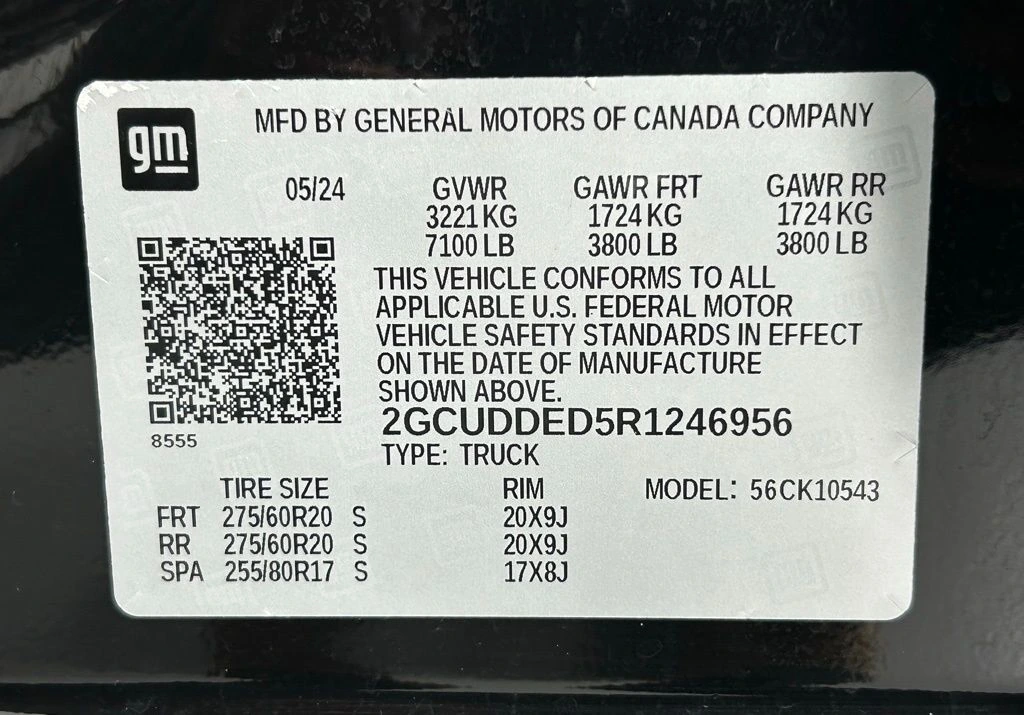 gm
MFD BY GENERAL MOTORS OF CANADA COMPANY
05/24 GVWR GAWR FRT GAWR RR
3221 KG 1724 KG 1724 KG
7100 LB 3800 LB 3800 LB
THIS VEHICLE CONFORMS TO ALL
APPLICABLE U.S. FEDERAL MOTOR
VEHICLE SAFETY STANDARDS IN EFFECT
ON THE DATE OF MANUFACTURE
SHOWN ABOVE.
2GCUDDED5R1246956
8555
TYPE: TRUCK
TIRE SIZE RIM MODEL: 56CK10543
FRT 275/60R20 S 20X9J
RR 275/60R20 S 20X9J
SPA 255/80R17 S 17X8J